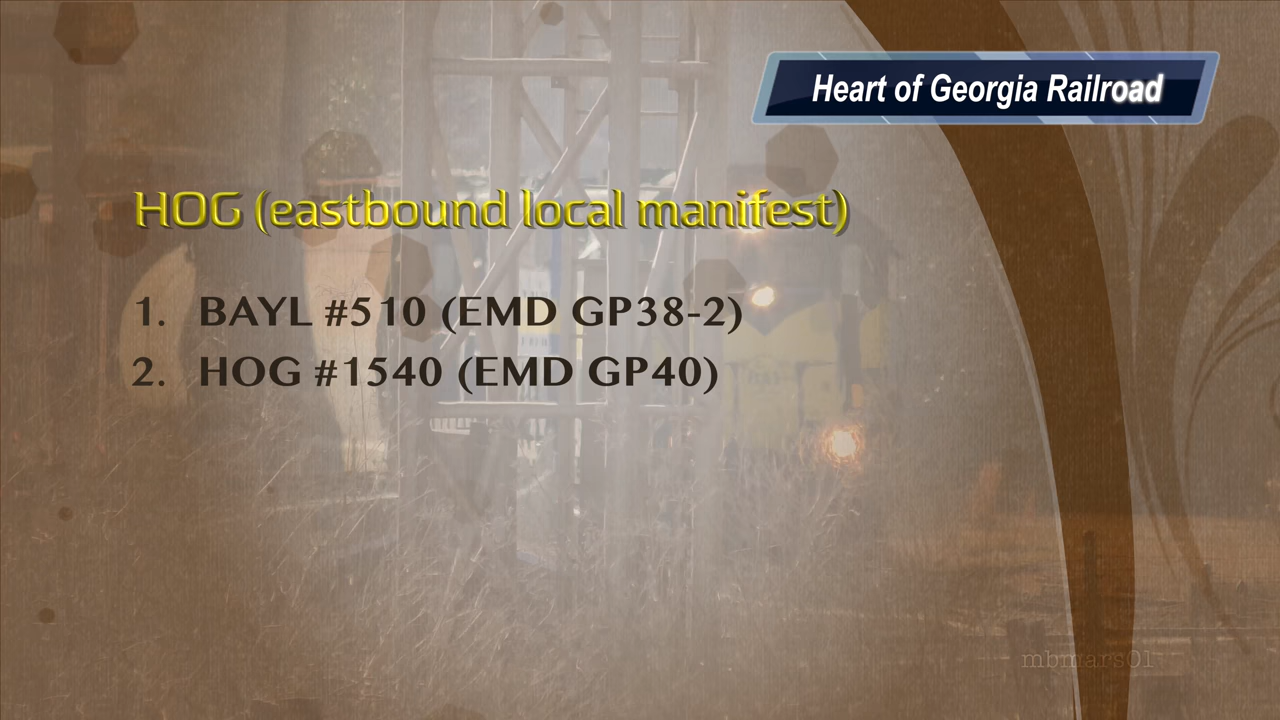 Heart of Georgia Railroad
HOG (eastbound local manifest)
1. BAYL #510 (EMD GP38-2)
2. HOG #1540 (EMD GP40)
mbmars01